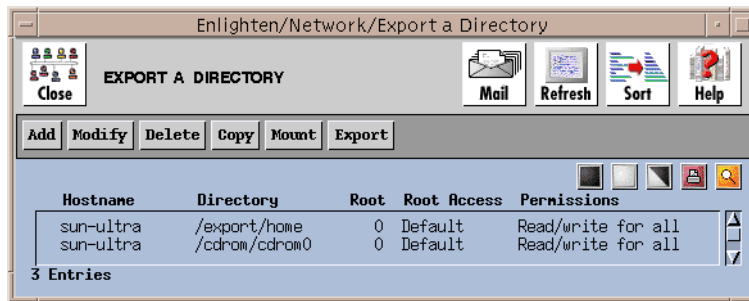 Enlighten/Network/Export a Directory
Close
EXPORT A DIRECTORY
Mail
Refresh
Sort
Help
Add Modify Delete Copy Mount Export
Hostname Directory Root Root Access Permissions
sun-ultra /export/home 0 Default Read/write for all
sun-ultra /cdrom/cdrom0 0 Default Read/write for all
3 Entries